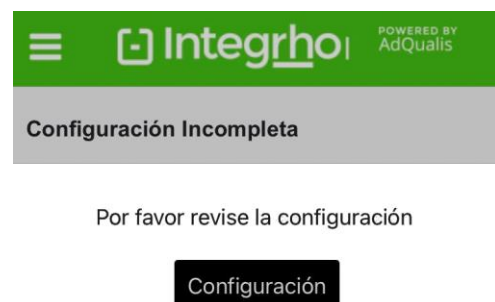 Integrho
POWERED BY
AdQualis
Configuración Incompleta
Por favor revise la configuración
Configuración